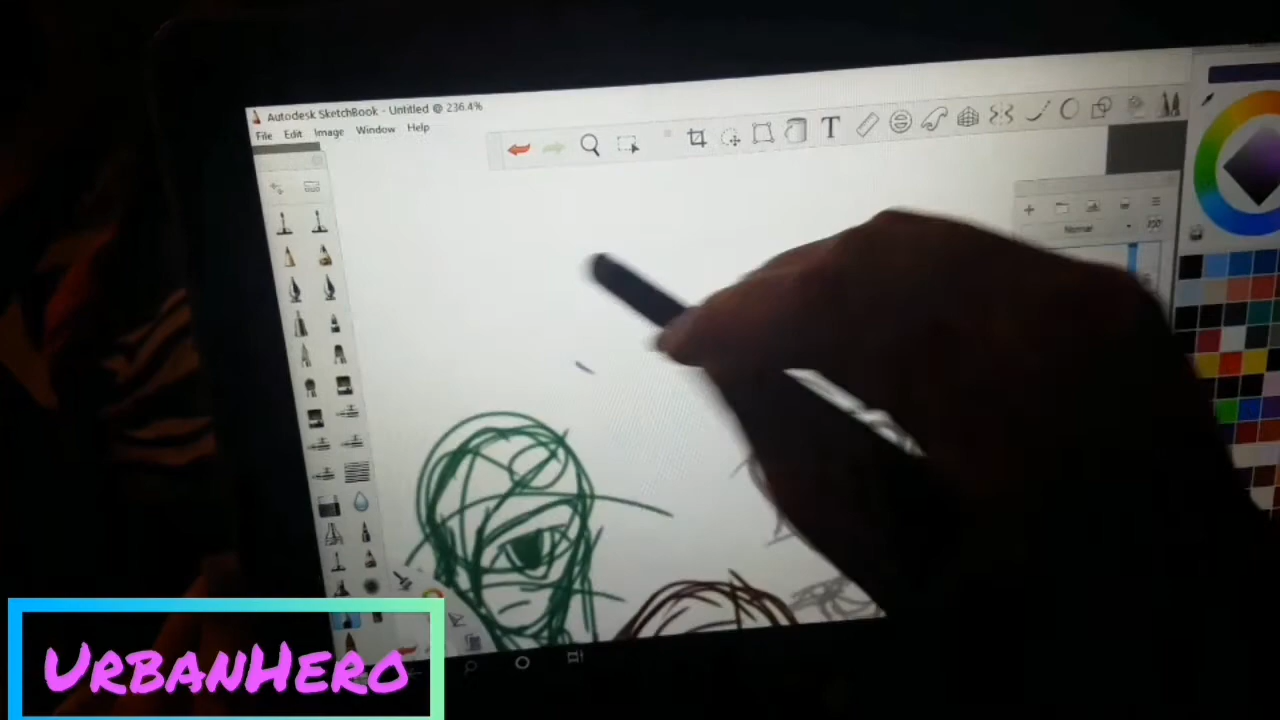 Autodesk SketchBook - Untitled @ 236.4%
File Edit Image Window Help
T
Normal
UrbanHero